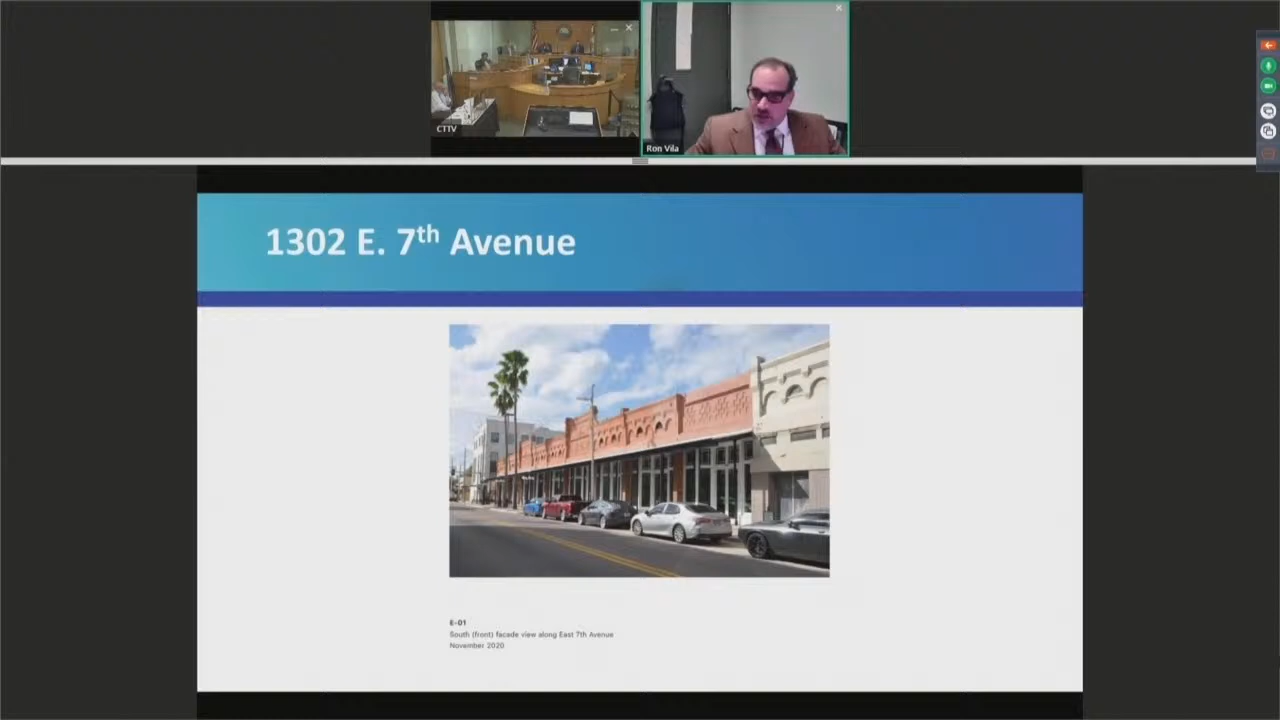 CTTV
Ron Vila
1302 E. 7th Avenue
E-01
South (front) facade view along East 7th Avenue
November 2020